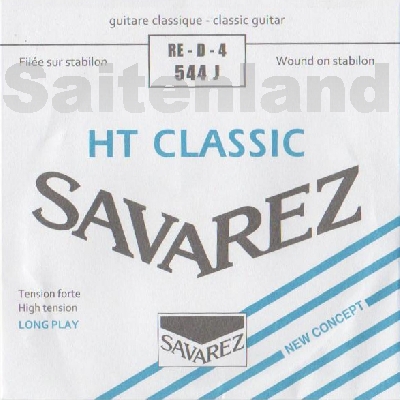 guitare classique - classic guitar
Filée sur stabilon
RE - D - 4
544 J
Wound on stabilon
Saitenland
HT CLASSIC
SAVAREZ
Tension forte
High tension
LONG PLAY
SAVAREZ
NEW CONCEPT